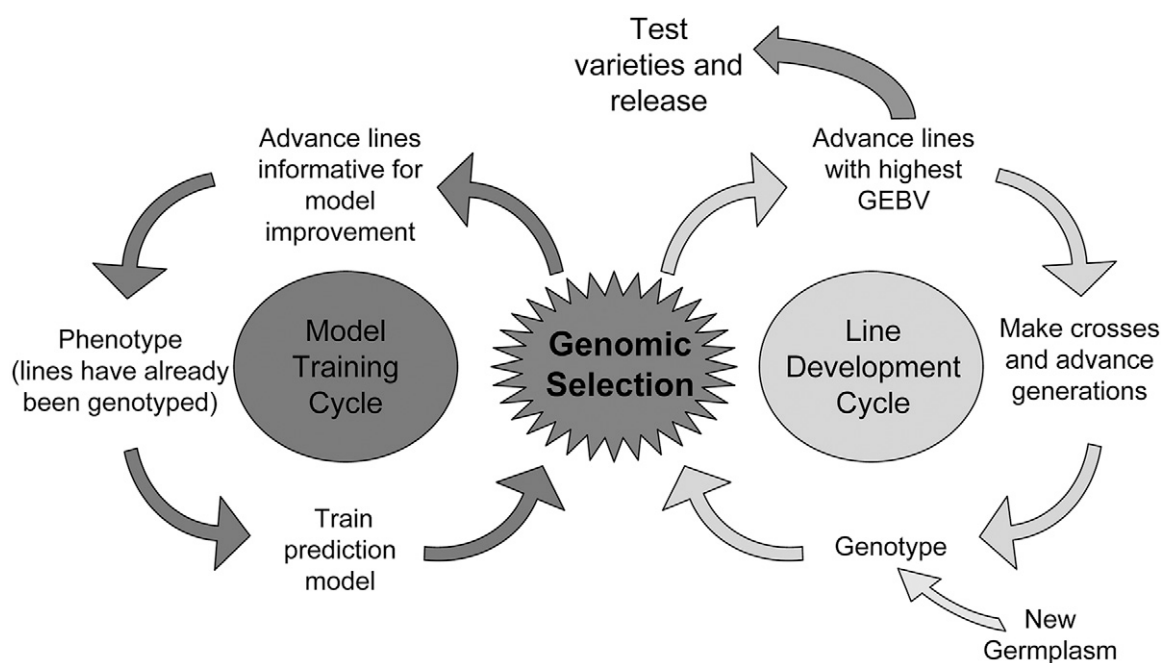 Test
varieties and
release
Advance lines
informative for
model
improvement
Advance lines
with highest
GEBV
Phenotype
(lines have already
been genotyped)
Model
Training
Cycle
Genomic
Selection
Line
Development
Cycle
Make crosses
and advance
generations
Train
prediction
model
Genotype
New
Germplasm